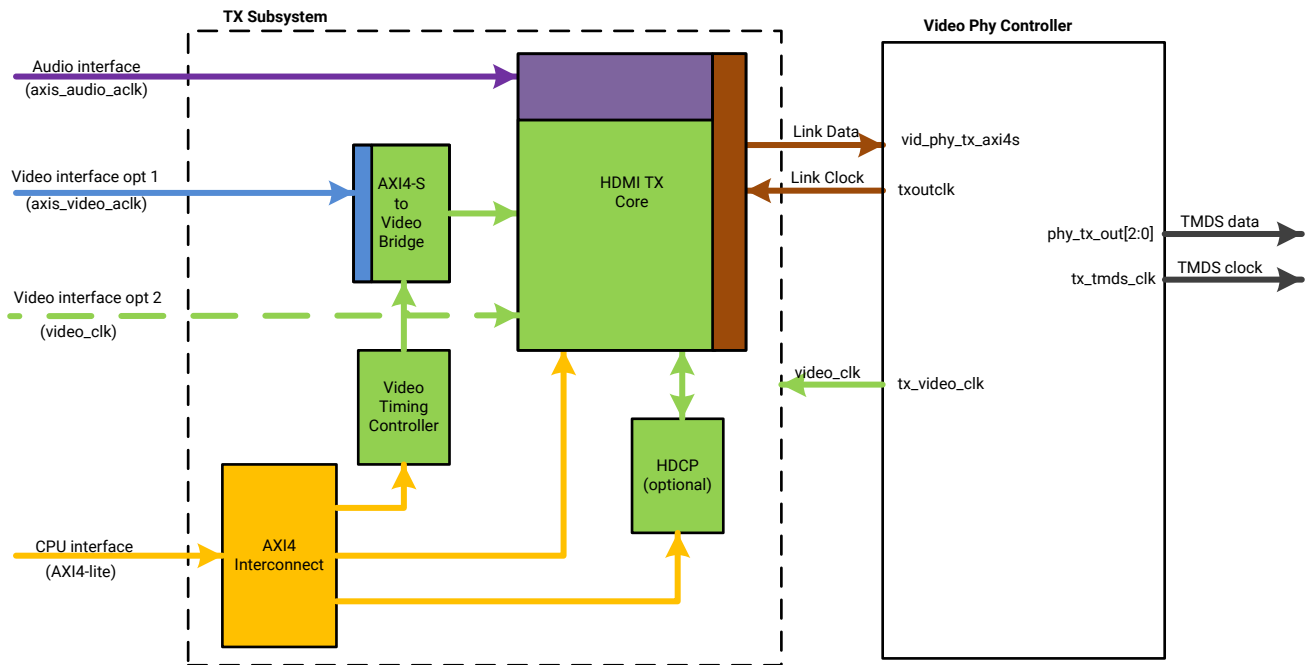 TX Subsystem
Video Phy Controller
Audio interface
(axis_audio_aclk)
Video interface opt 1
(axis_video_aclk)
AXI4-S
to
Video
Bridge
HDMI TX
Core
Link Data
vid_phy_tx_axi4s
Link Clock
txoutclk
phy_tx_out[2:0]
TMDS data
tx_tmds_clk
TMDS clock
Video interface opt 2
(video_clk)
Video
Timing
Controller
video_clk
tx_video_clk
HDCP
(optional)
CPU interface
(AXI4-lite)
AXI4
Interconnect